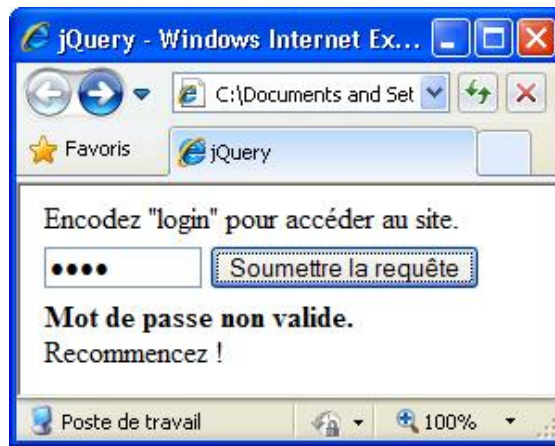 jQuery - Windows Internet Ex...
C:\Documents and Set
Favoris
jQuery
Encodez "login" pour accéder au site.
•••• Soumettre la requête
Mot de passe non valide.
Recommencez !
Poste de travail 100%